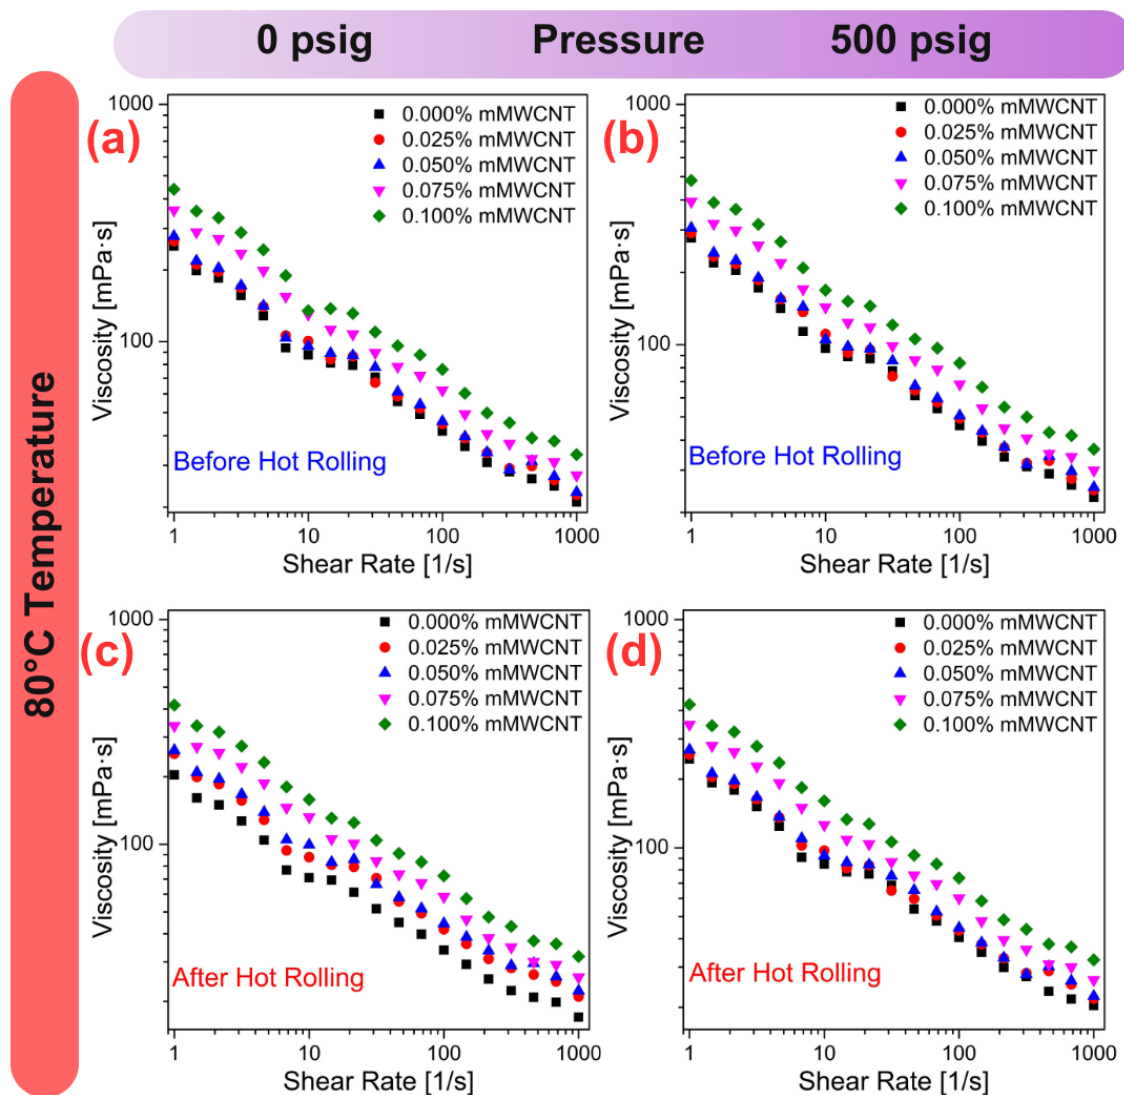 0 psig Pressure 500 psig
80°C Temperature
(a)
1000
100
Viscosity [mPa·s]
0.000% mMWCNT
0.025% mMWCNT
0.050% mMWCNT
0.075% mMWCNT
0.100% mMWCNT
Before Hot Rolling
1 10 100 1000
Shear Rate [1/s]
(b)
1000
100
Viscosity [mPa·s]
0.000% mMWCNT
0.025% mMWCNT
0.050% mMWCNT
0.075% mMWCNT
0.100% mMWCNT
Before Hot Rolling
1 10 100 1000
Shear Rate [1/s]
(c)
1000
100
Viscosity [mPa·s]
0.000% mMWCNT
0.025% mMWCNT
0.050% mMWCNT
0.075% mMWCNT
0.100% mMWCNT
After Hot Rolling
1 10 100 1000
Shear Rate [1/s]
(d)
1000
100
Viscosity [mPa·s]
0.000% mMWCNT
0.025% mMWCNT
0.050% mMWCNT
0.075% mMWCNT
0.100% mMWCNT
After Hot Rolling
1 10 100 1000
Shear Rate [1/s]